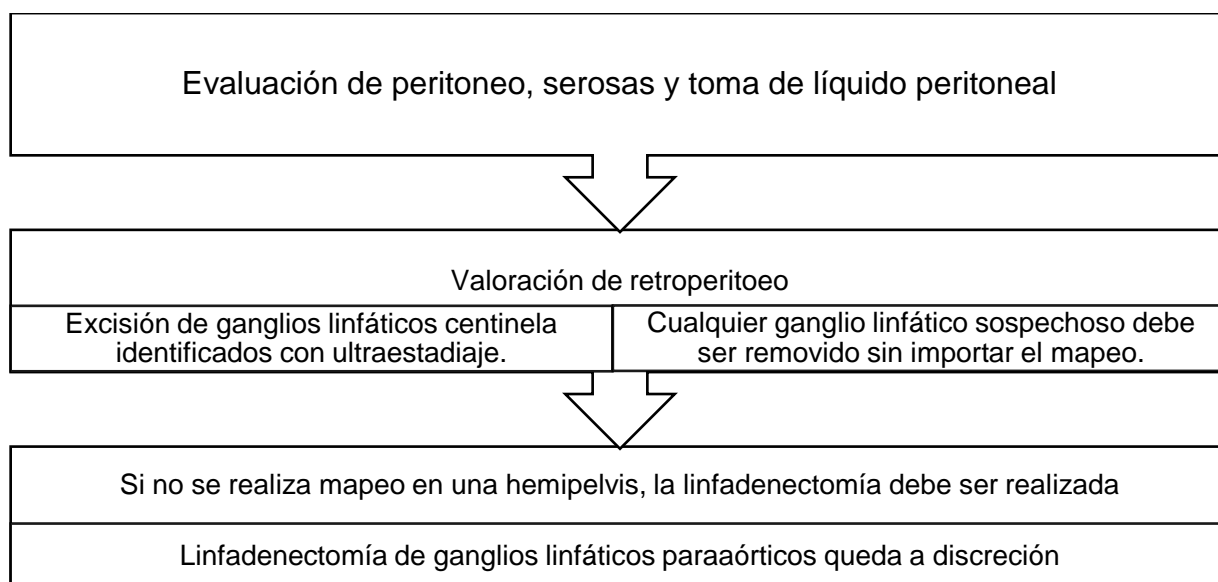 Evaluación de peritoneo, serosas y toma de líquido peritoneal
Valoración de retroperitoeo
Excisión de ganglios linfáticos centinela
identificados con ultraestadiaje.
Cualquier ganglio linfático sospechoso debe
ser removido sin importar el mapeo.
Si no se realiza mapeo en una hemipelvis, la linfadenectomía debe ser realizada
Linfadenectomía de ganglios linfáticos paraaórticos queda a discreción